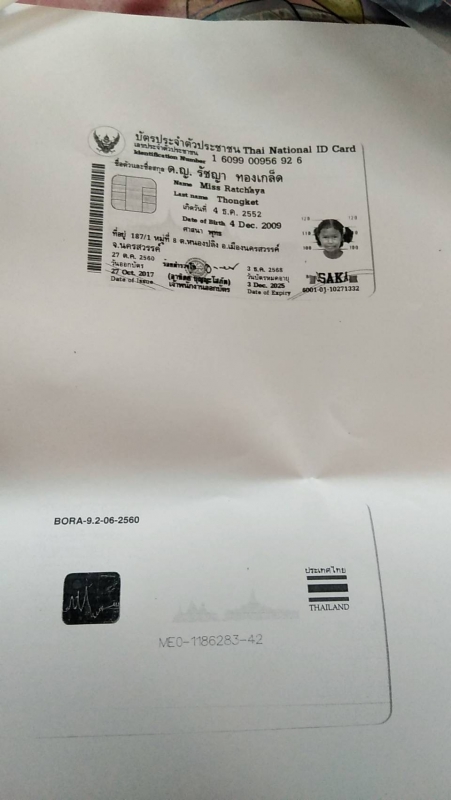 บัตรประจำตัวประชาชน Thai National ID Card
เลขประจำตัวประชาชน
Identification Number 1 6099 00956 92 6
ชื่อตัวและชื่อสกุล ด.ญ. รัชญา ทองเกล็ด
Name Miss Ratchaya
Last name Thongket
เกิดวันที่ 4 ธ.ค. 2552
Date of Birth 4 Dec. 2009
ศาสนา พุทธ
ที่อยู่ 187/1 หมู่ที่ 8 ต.หนองปลิง อ.เมืองนครสวรรค์
จ.นครสวรรค์
27 ต.ค. 2560
วันออกบัตร
27 Oct. 2017
Date of Issue
เจ้าพนักงานออกบัตร
3 ธ.ค. 2568
วันบัตรหมดอายุ
3 Dec. 2025
Date of Expiry
SAK
6001-01-10271332
BORA-9.2-06-2560
ประเทศไทย
THAILAND
ME0-1186283-42